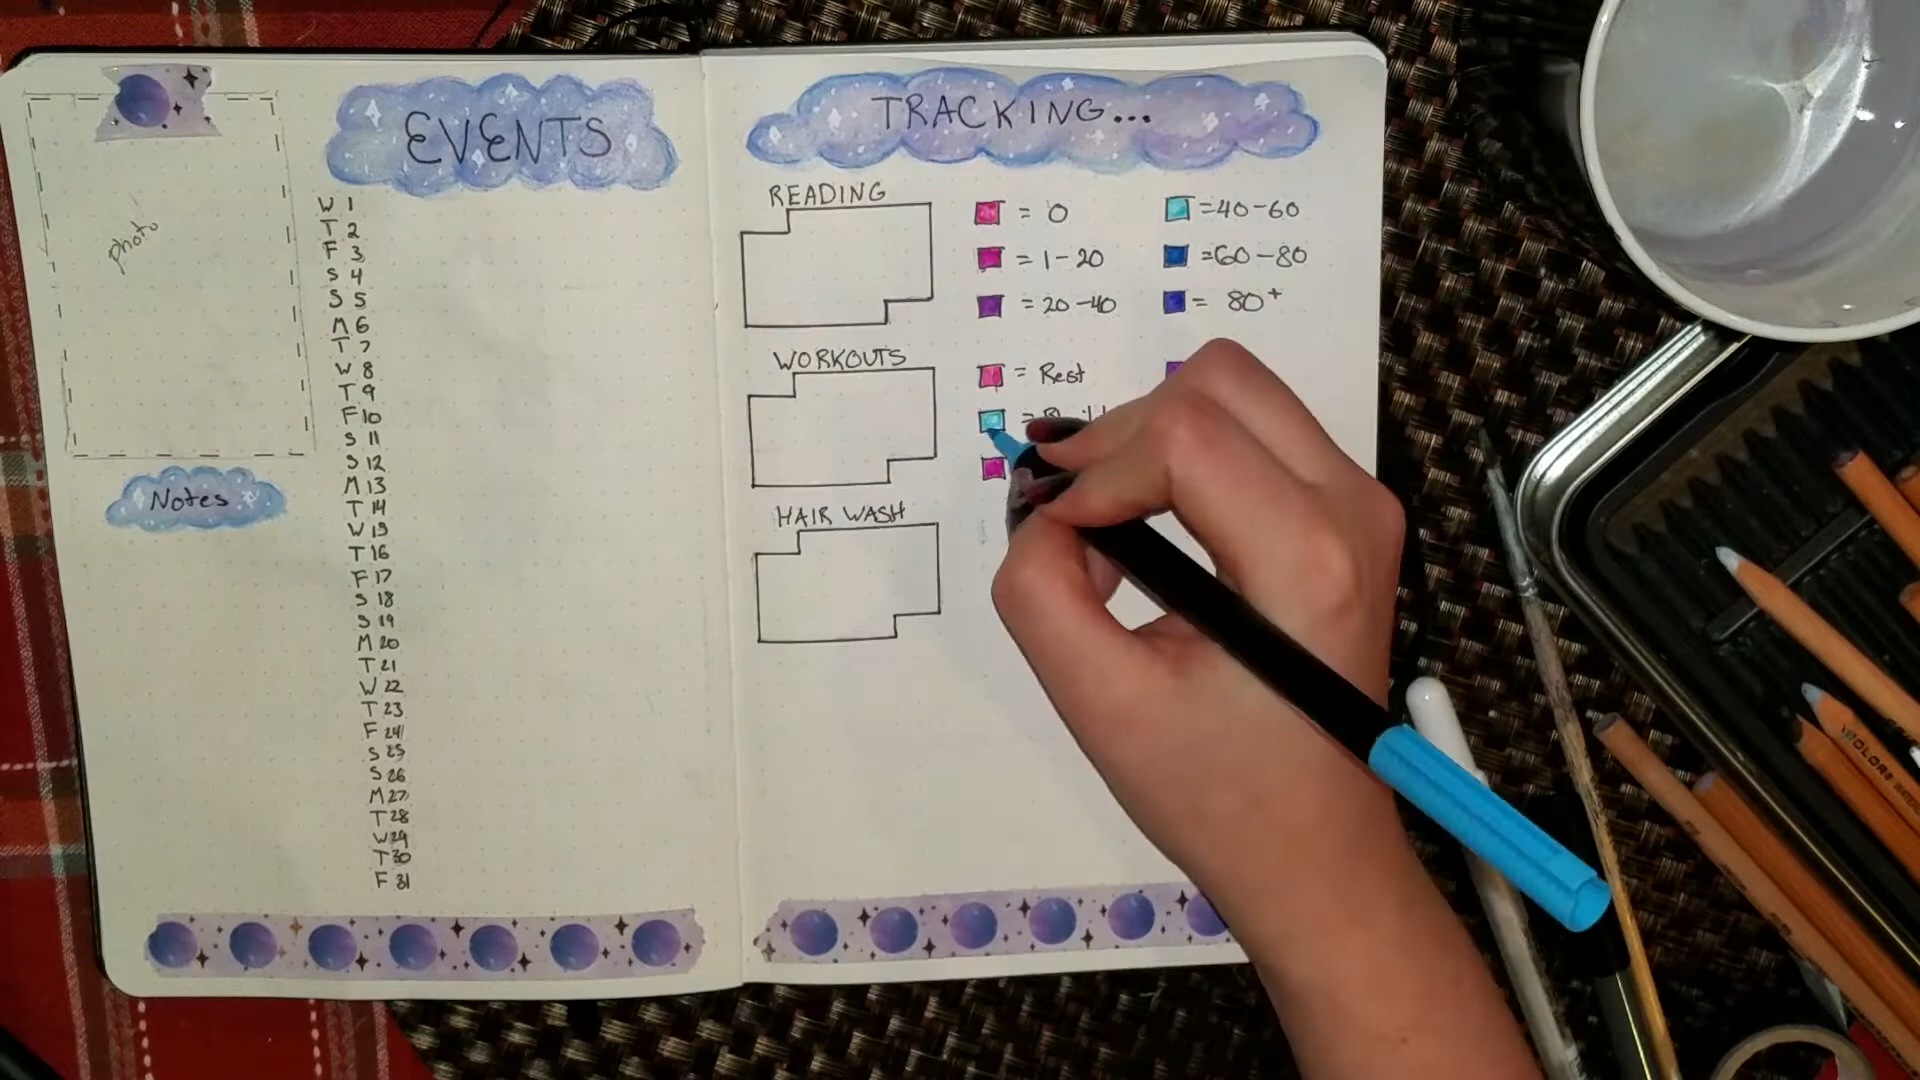 Photo
EVENTS
W 1
T 2
F 3
S 4
S 5
M 6
T 7
W 8
T 9
F 10
S 11
S 12
M 13
T 14
W 15
T 16
F 17
S 18
S 19
M 20
T 21
W 22
T 23
F 24
S 25
S 26
M 27
T 28
W 29
T 30
F 31
Notes
TRACKING...
READING
= 0
= 1-20
= 20-40
=40-60
=60-80
= 80+
WORKOUTS
= Rest
=
HAIR WASH